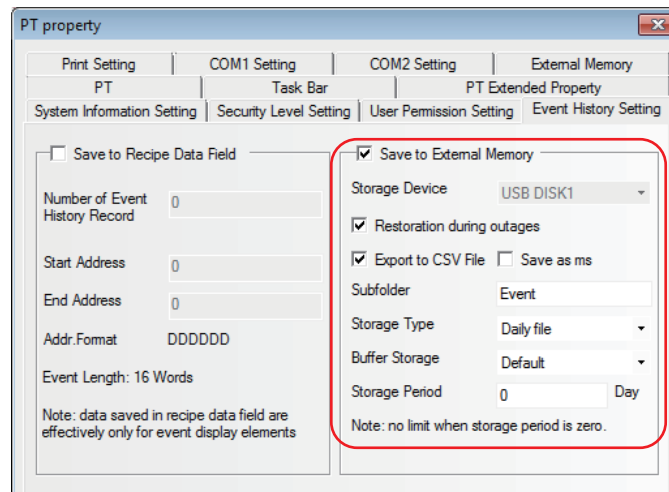 PT property
Print Setting
COM1 Setting
COM2 Setting
External Memory
PT
Task Bar
PT Extended Property
System Information Setting
Security Level Setting
User Permission Setting
Event History Setting
Save to Recipe Data Field
Number of Event
History Record
0
Start Address
0
End Address
0
Addr.Format
DDDDDD
Event Length: 16 Words
Note: data saved in recipe data field are
effectively only for event display elements
Save to External Memory
Storage Device
USB DISK1
Restoration during outages
Export to CSV File
Save as ms
Subfolder
Event
Storage Type
Daily file
Buffer Storage
Default
Storage Period
0
Day
Note: no limit when storage period is zero.